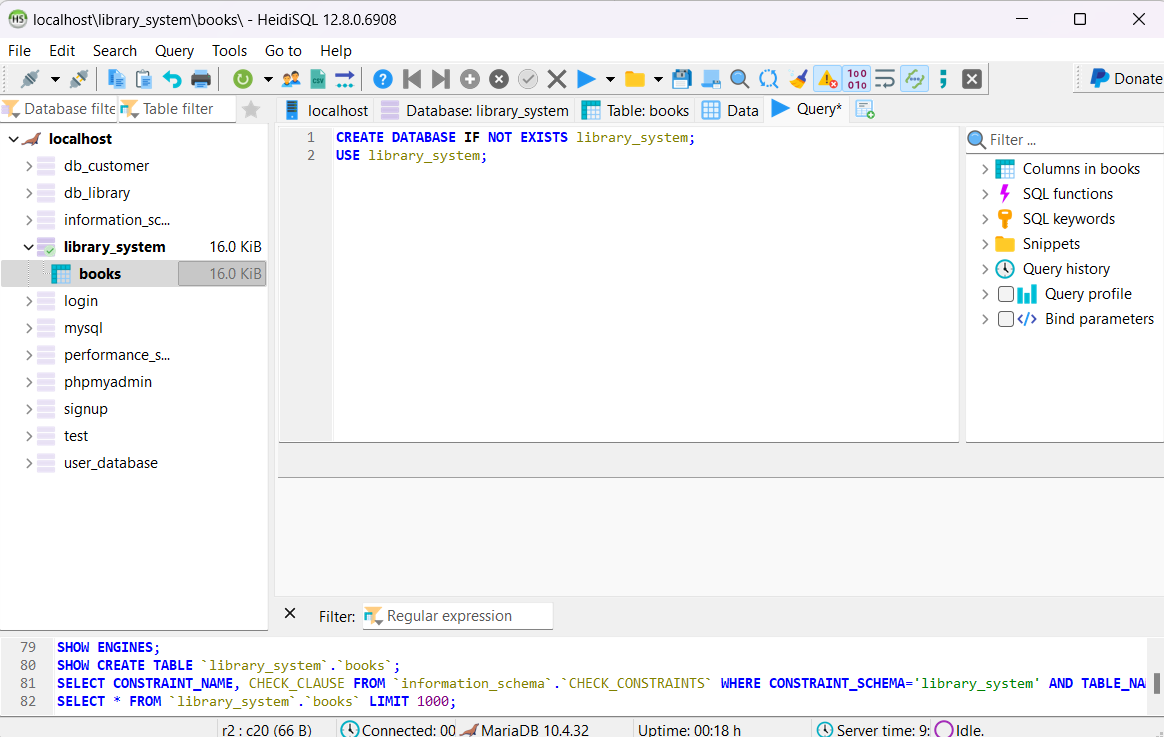 localhost\library_system\books\ - HeidiSQL 12.8.0.6908
File Edit Search Query Tools Go to Help
Donate
Database filte Table filter
localhost Database: library_system Table: books Data Query*
localhost
db_customer
db_library
information_sc...
library_system 16.0 KiB
books 16.0 KiB
login
mysql
performance_s...
phpmyadmin
signup
test
user_database
1 CREATE DATABASE IF NOT EXISTS library_system;
2 USE library_system;
Filter ...
Columns in books
SQL functions
SQL keywords
Snippets
Query history
Query profile
Bind parameters
Filter: Regular expression
79 SHOW ENGINES;
80 SHOW CREATE TABLE `library_system`.`books`;
81 SELECT CONSTRAINT_NAME, CHECK_CLAUSE FROM `information_schema`.`CHECK_CONSTRAINTS` WHERE CONSTRAINT_SCHEMA='library_system' AND TABLE_NA
82 SELECT * FROM `library_system`.`books` LIMIT 1000;
r2 : c20 (66 B) Connected: 00 MariaDB 10.4.32 Uptime: 00:18 h Server time: 9: Idle.